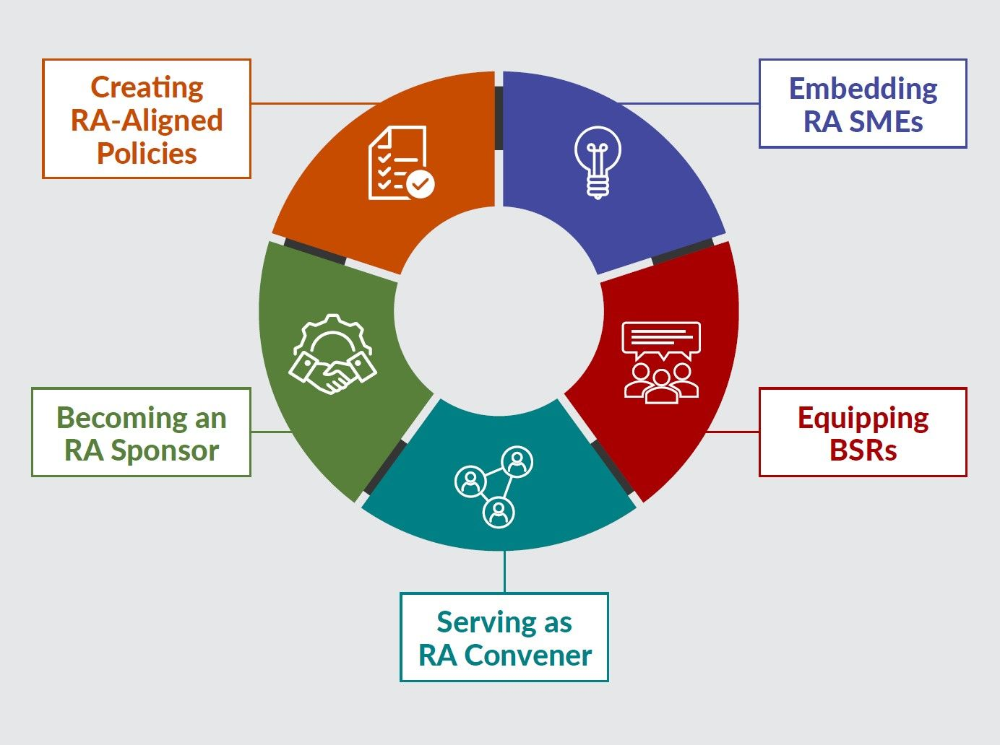 Creating
RA-Aligned
Policies
Embedding
RA SMEs
Becoming an
RA Sponsor
Equipping
BSRs
Serving as
RA Convener